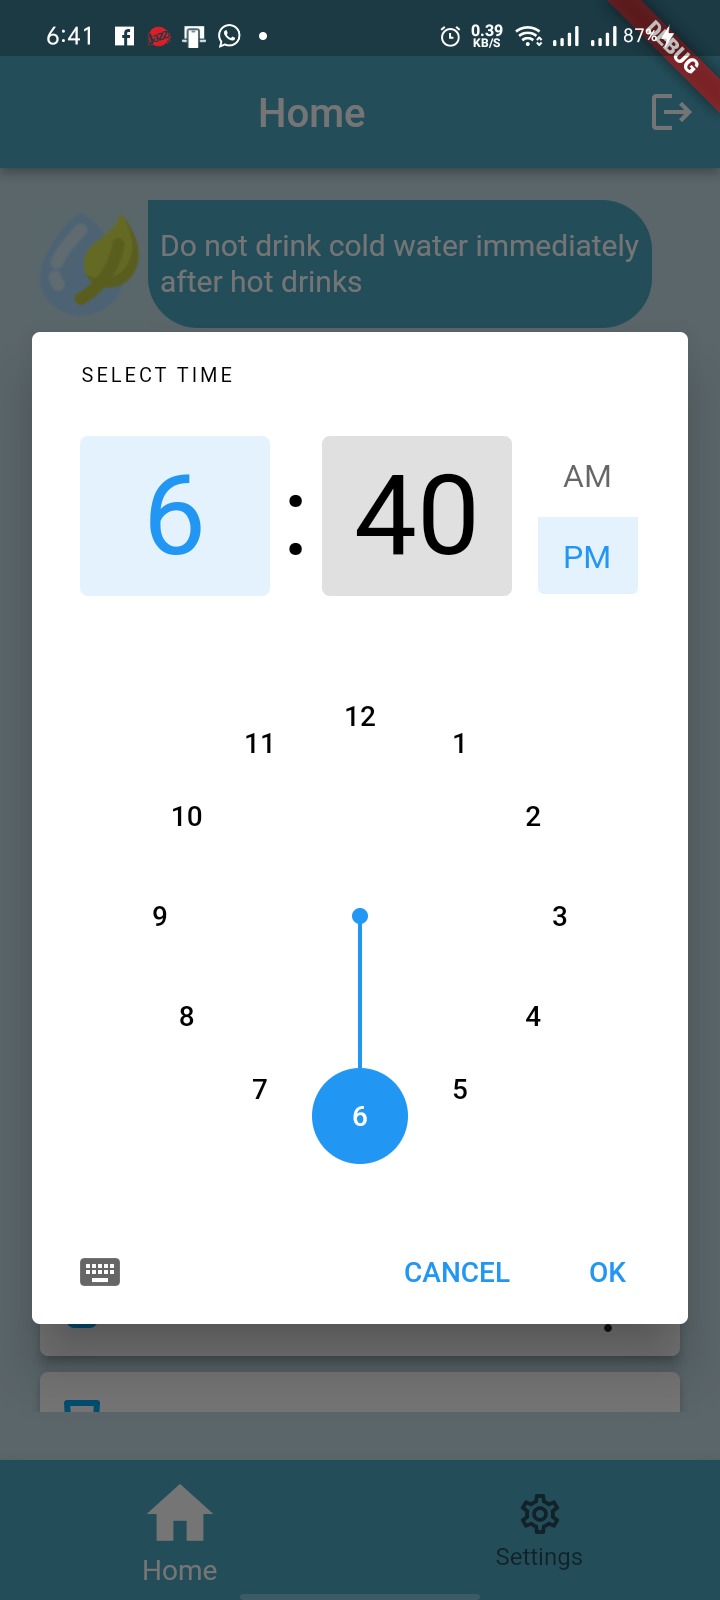 6:41
0.39
KB/S
87%
DEBUG
Home
Do not drink cold water immediately
after hot drinks
SELECT TIME
6 : 40
AM
PM
12
11
1
10
2
9
3
8
4
7
5
6
CANCEL
OK
Home
Settings